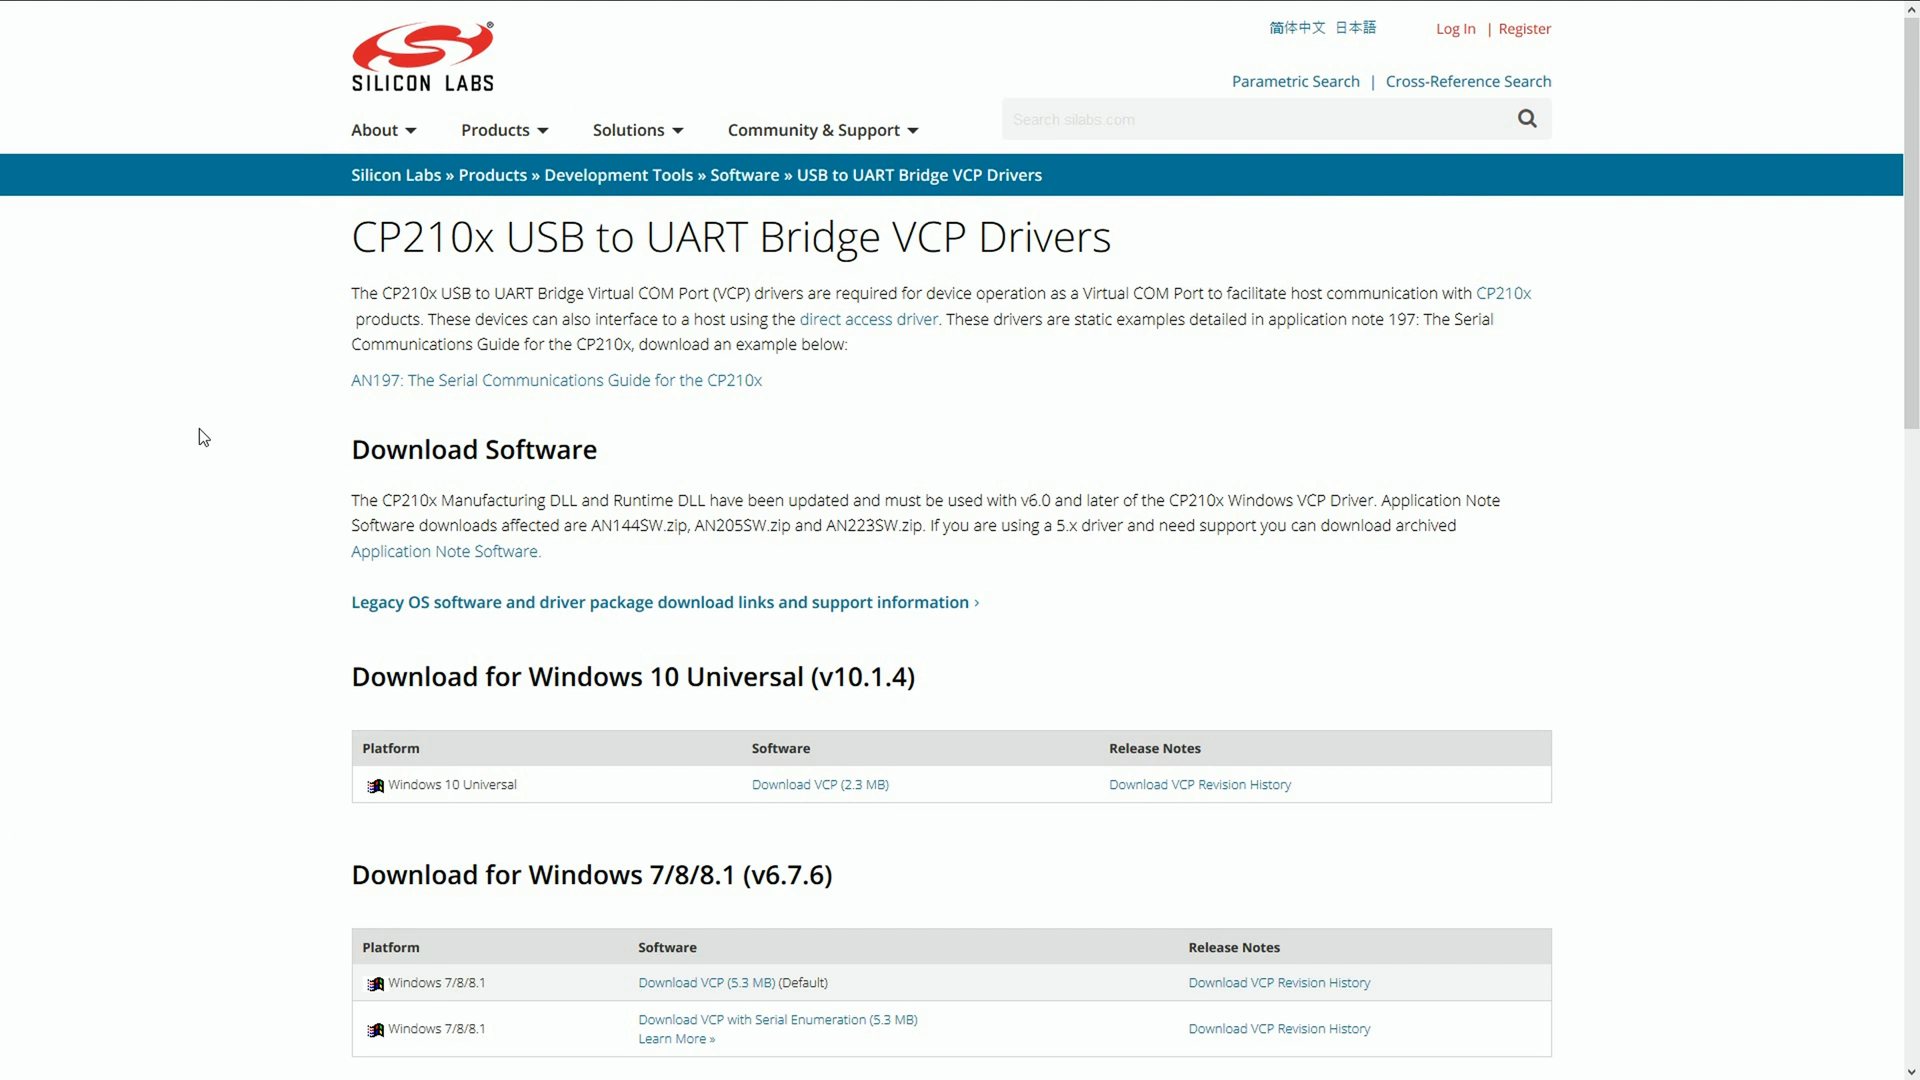 SILICON LABS®
简体中文 日本語
Log In | Register
Parametric Search | Cross-Reference Search
Search silabs.com
About Products Solutions Community & Support
Silicon Labs » Products » Development Tools » Software » USB to UART Bridge VCP Drivers
CP210x USB to UART Bridge VCP Drivers
The CP210x USB to UART Bridge Virtual COM Port (VCP) drivers are required for device operation as a Virtual COM Port to facilitate host communication with CP210x
products. These devices can also interface to a host using the direct access driver. These drivers are static examples detailed in application note 197: The Serial
Communications Guide for the CP210x, download an example below:
AN197: The Serial Communications Guide for the CP210x
Download Software
The CP210x Manufacturing DLL and Runtime DLL have been updated and must be used with v6.0 and later of the CP210x Windows VCP Driver. Application Note
Software downloads affected are AN144SW.zip, AN205SW.zip and AN223SW.zip. If you are using a 5.x driver and need support you can download archived
Application Note Software.
Legacy OS software and driver package download links and support information ›
Download for Windows 10 Universal (v10.1.4)
Platform Software Release Notes
Windows 10 Universal Download VCP (2.3 MB) Download VCP Revision History
Download for Windows 7/8/8.1 (v6.7.6)
Platform Software Release Notes
Windows 7/8/8.1 Download VCP (5.3 MB) (Default) Download VCP Revision History
Windows 7/8/8.1 Download VCP with Serial Enumeration (5.3 MB) Download VCP Revision History
Learn More »